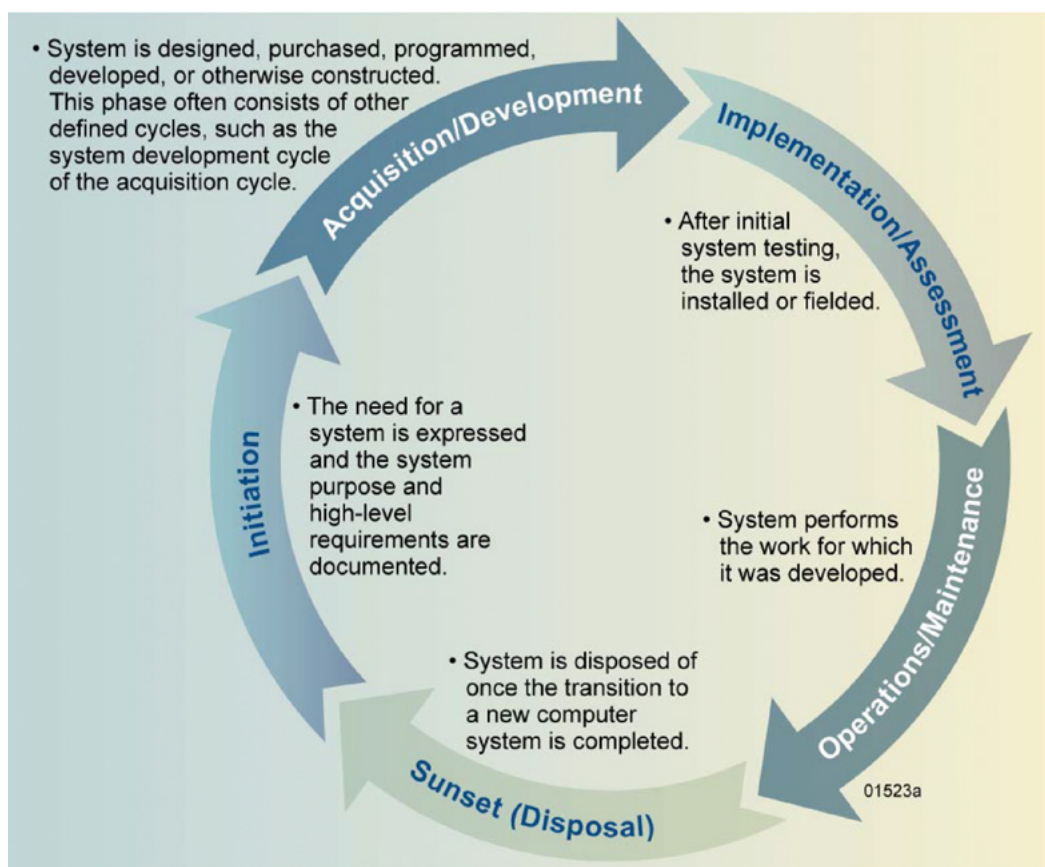 • System is designed, purchased, programmed,
developed, or otherwise constructed.
This phase often consists of other
defined cycles, such as the
system development cycle
of the acquisition cycle.
Acquisition/Development
Implementation/Assessment
• After initial
system testing,
the system is
installed or fielded.
Initiation
• The need for a
system is expressed
and the system
purpose and
high-level
requirements are
documented.
• System performs
the work for which
it was developed.
Operations/Maintenance
• System is disposed of
once the transition to
a new computer
system is completed.
Sunset (Disposal)
01523a